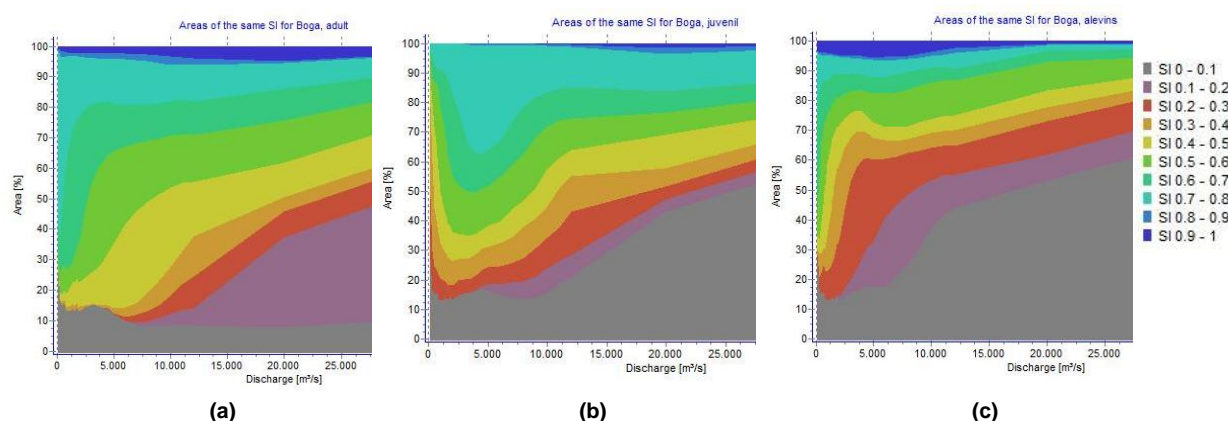 Areas of the same SI for Boga, adult
100
90
80
70
60
50
40
30
20
10
0
Area [%]
0 5.000 10.000 15.000 20.000 25.000
Discharge [m³/s]
(a)
Areas of the same SI for Boga, juvenil
100
90
80
70
60
50
40
30
20
10
0
Area [%]
0 5.000 10.000 15.000 20.000 25.000
Discharge [m³/s]
(b)
Areas of the same SI for Boga, alevins
100
90
80
70
60
50
40
30
20
10
0
Area [%]
0 5.000 10.000 15.000 20.000 25.000
Discharge [m³/s]
(c)
SI 0 - 0.1
SI 0.1 - 0.2
SI 0.2 - 0.3
SI 0.3 - 0.4
SI 0.4 - 0.5
SI 0.5 - 0.6
SI 0.6 - 0.7
SI 0.7 - 0.8
SI 0.8 - 0.9
SI 0.9 - 1